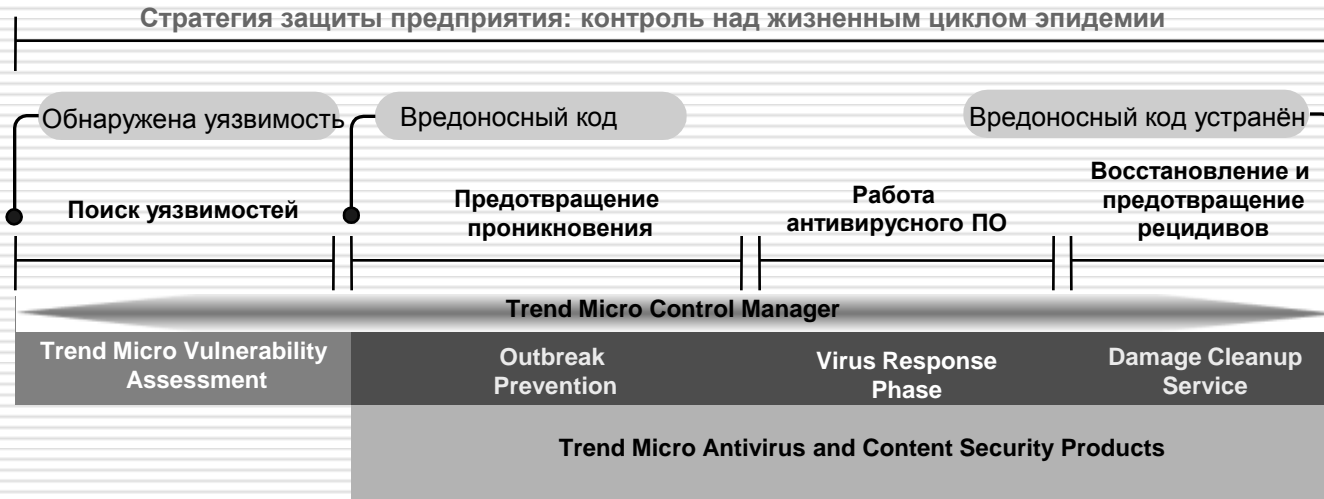 Стратегия защиты предприятия: контроль над жизненным циклом эпидемии
Обнаружена уязвимость
Вредоносный код
Вредоносный код устранён
Поиск уязвимостей
Предотвращение
проникновения
Работа
антивирусного ПО
Восстановление и
предотвращение
рецидивов
Trend Micro Control Manager
Trend Micro Vulnerability
Assessment
Outbreak
Prevention
Virus Response
Phase
Damage Cleanup
Service
Trend Micro Antivirus and Content Security Products